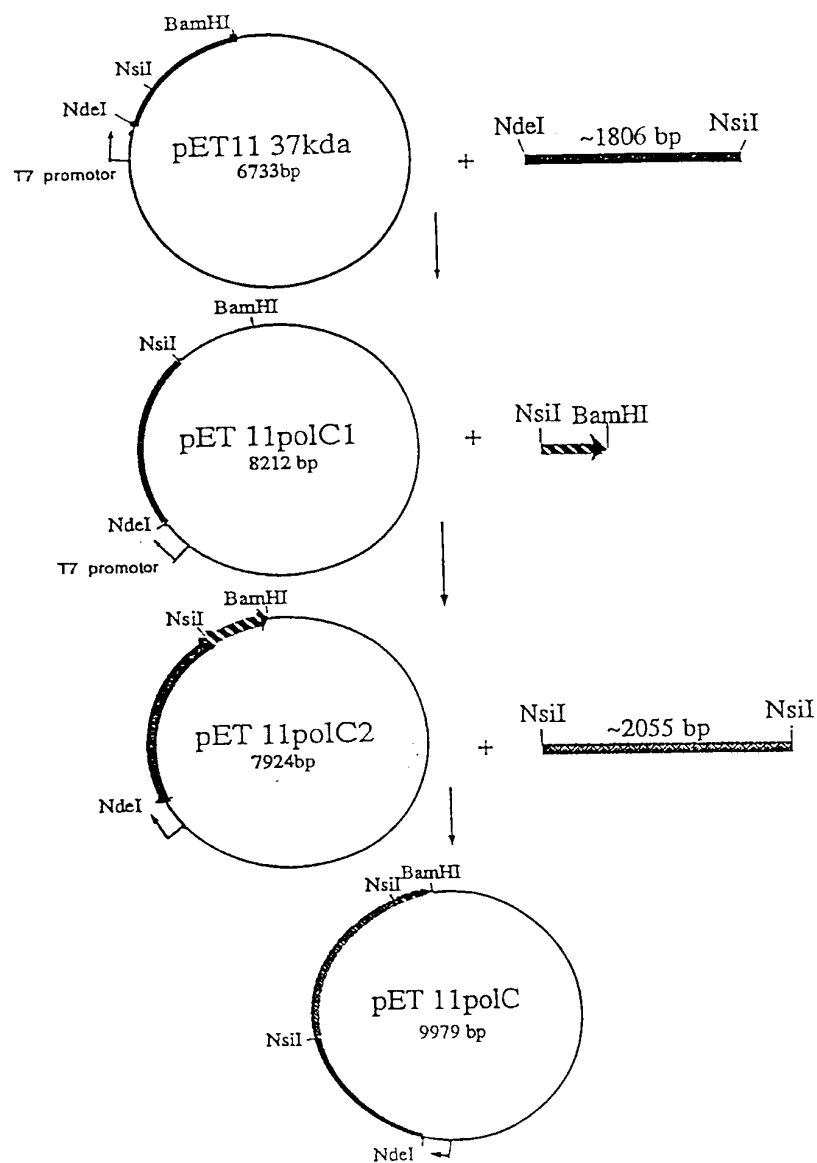 BamHI
NsiI
NdeI
T7 promotor
pET11 37kda
6733bp
+
NdeI
~1806 bp
NsiI
BamHI
NsiI
pET 11polC1
8212 bp
NdeI
T7 promotor
+
NsiI BamHI
BamHI
NsiI
pET 11polC2
7924bp
NdeI
+
NsiI
~2055 bp
NsiI
BamHI
NsiI
pET 11polC
9979 bp
NsiI
NdeI